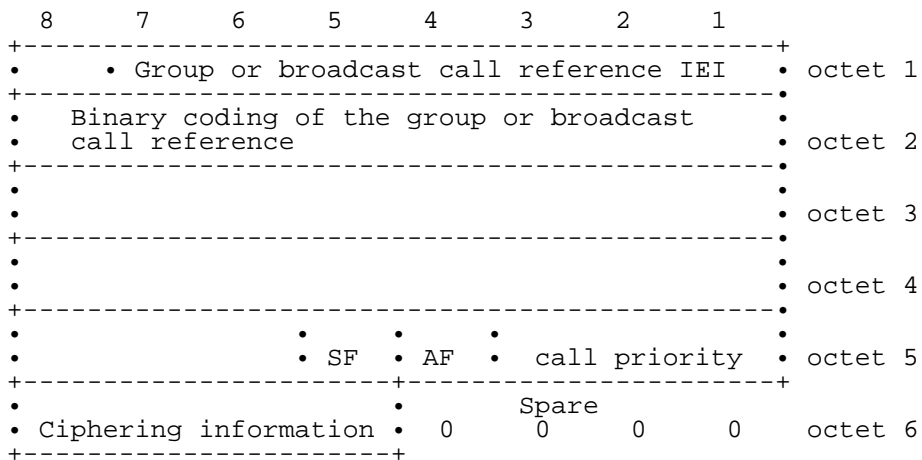 8 7 6 5 4 3 2 1
+-----------------------------------------------+
• • Group or broadcast call reference IEI • octet 1
+-----------------------------------------------•
• Binary coding of the group or broadcast •
• call reference • octet 2
+-----------------------------------------------•
• •
• • octet 3
+-----------------------------------------------•
• •
• • octet 4
+-----------------------------------------------•
• • • • •
• • SF • AF • call priority • octet 5
+-----------------------+-----------------------+
• • Spare
• Ciphering information • 0 0 0 0 octet 6
+-----------------------+